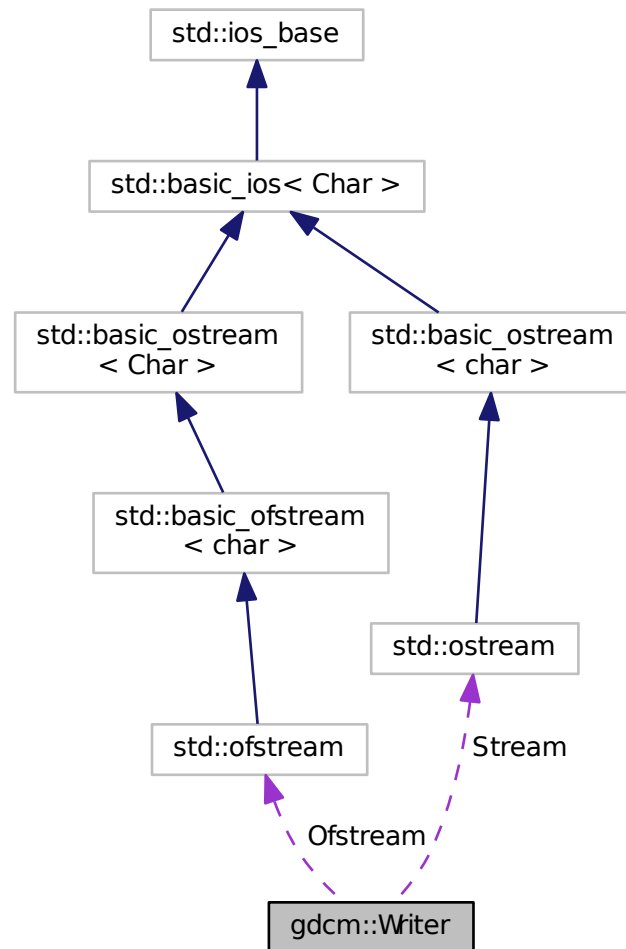 std::ios_base
std::basic_ios< Char >
std::basic_ostream
< Char >
std::basic_ostream
< char >
std::basic_ofstream
< char >
std::ostream
std::ofstream
Stream
Ofstream
gdcm::Writer